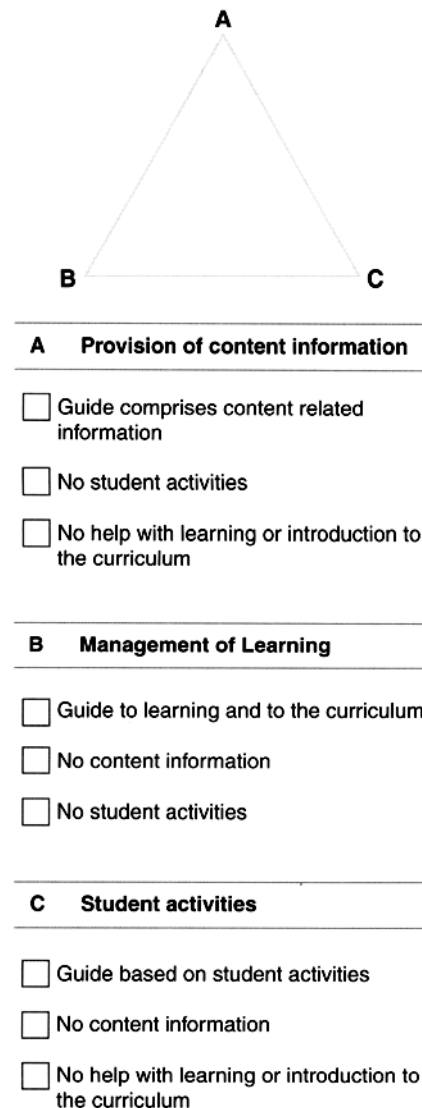 A
B
C
A Provision of content information
Guide comprises content related
information
No student activities
No help with learning or introduction to
the curriculum
B Management of Learning
Guide to learning and to the curriculum
No content information
No student activities
C Student activities
Guide based on student activities
No content information
No help with learning or introduction to
the curriculum